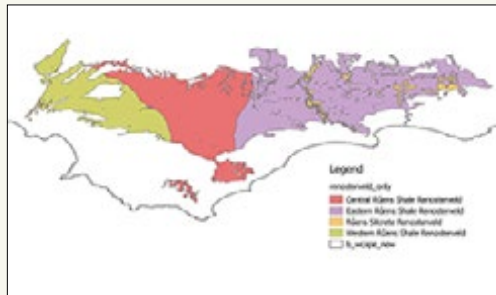 Legend
renosterveld_only
Central Rûens Shale Renosterveld
Eastern Rûens Shale Renosterveld
Rûens Silcrete Renosterveld
Western Rûens Shale Renosterveld